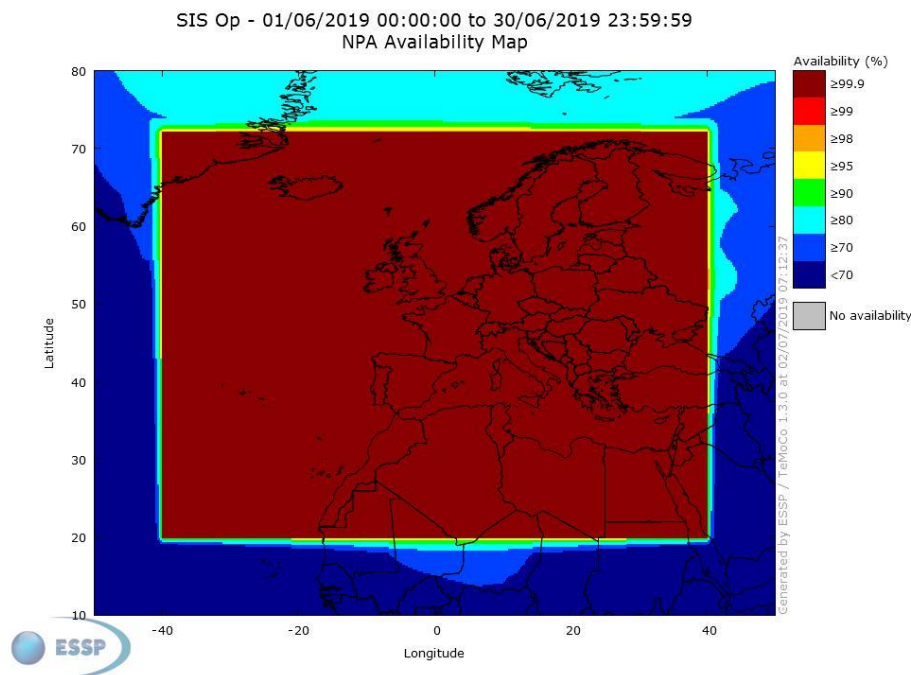 SIS Op - 01/06/2019 00:00:00 to 30/06/2019 23:59:59
NPA Availability Map
Availability (%)
≥99.9
≥99
≥98
≥95
≥90
≥80
≥70
<70
No availability
80
70
60
50
40
30
20
10
Latitude
-40
-20
0
20
40
Longitude
Generated by ESSP / TeMoCo 1.3.0 at 02/07/2019 07:12:37
ESSP